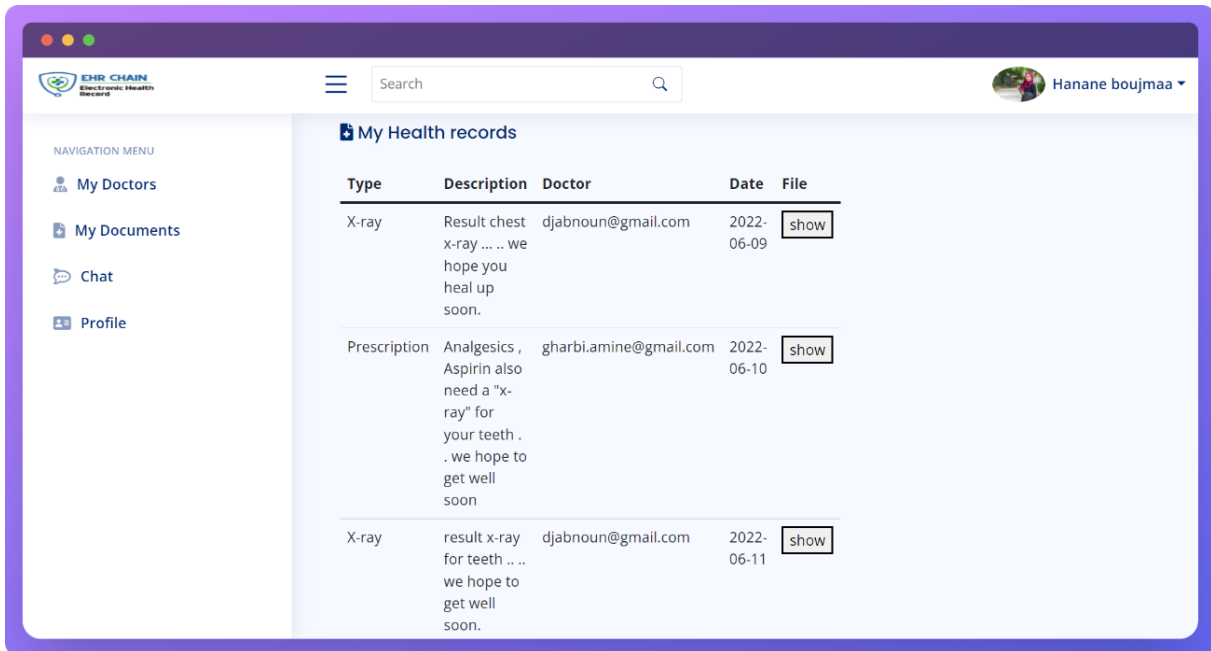 EHR CHAIN
Electronic Health
Record
Search
Hanane boujmaa
NAVIGATION MENU
My Doctors
My Documents
Chat
Profile
My Health records
Type Description Doctor Date File
X-ray Result chest djabnoun@gmail.com 2022- show
x-ray ... .. we 06-09
hope you
heal up
soon.
Prescription Analgesics , gharbi.amine@gmail.com 2022- show
Aspirin also 06-10
need a "x-
ray" for
your teeth .
. we hope to
get well
soon
X-ray result x-ray djabnoun@gmail.com 2022- show
for teeth .. .. 06-11
we hope to
get well
soon.